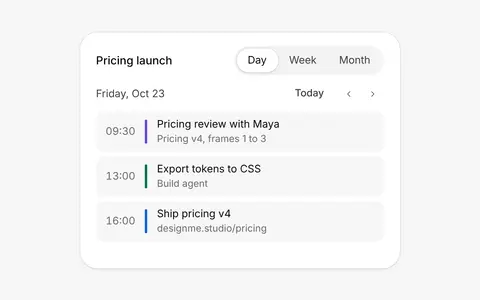 Pricing launch
Day Week Month
Friday, Oct 23
Today
09:30
Pricing review with Maya
Pricing v4, frames 1 to 3
13:00
Export tokens to CSS
Build agent
16:00
Ship pricing v4
designme.studio/pricing